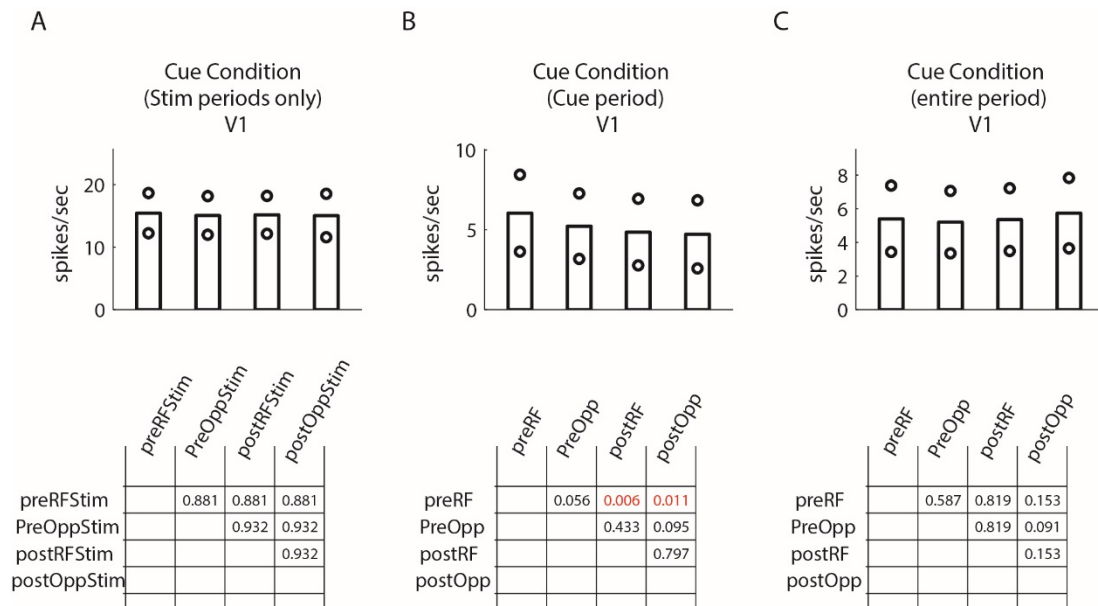 A
Cue Condition
(Stim periods only)
V1
spikes/sec
20
10
0
preRFStim
PreOppStim
postRFStim
postOppStim
preRFStim 0.881 0.881 0.881
PreOppStim 0.932 0.932
postRFStim 0.932
postOppStim
B
Cue Condition
(Cue period)
V1
spikes/sec
10
5
0
preRF
PreOpp
postRF
postOpp
preRF 0.056 0.006 0.011
PreOpp 0.433 0.095
postRF 0.797
postOpp
C
Cue Condition
(entire period)
V1
spikes/sec
8
6
4
2
0
preRF
PreOpp
postRF
postOpp
preRF 0.587 0.819 0.153
PreOpp 0.819 0.091
postRF 0.153
postOpp